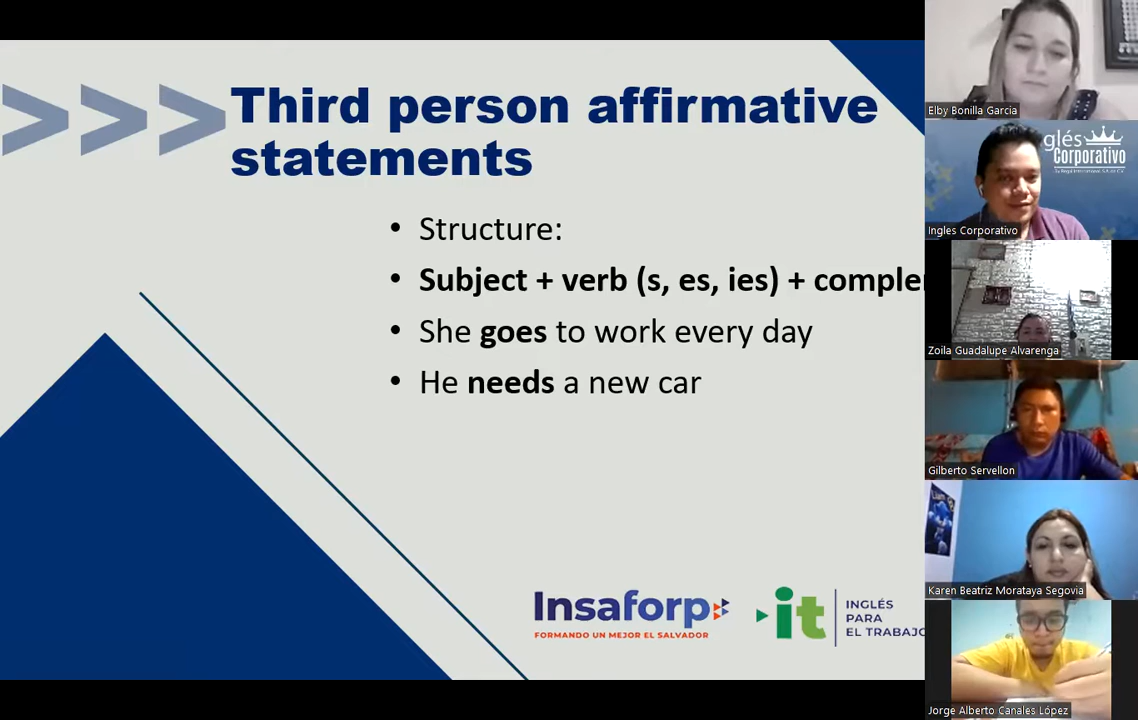 >>> Third person affirmative
statements
• Structure:
• Subject + verb (s, es, ies) + comple
• She goes to work every day
• He needs a new car
Insaforp
FORMANDO UN MEJOR EL SALVADOR
it
INGLÉS
PARA
EL TRABAJO
Elby Bonilla Garcia
glés
Corporativo
Ingles Corporativo
Zoila Guadalupe Alvarenga
Gilberto Servellon
Karen Beatriz Morataya Segovia
Jorge Alberto Canales López